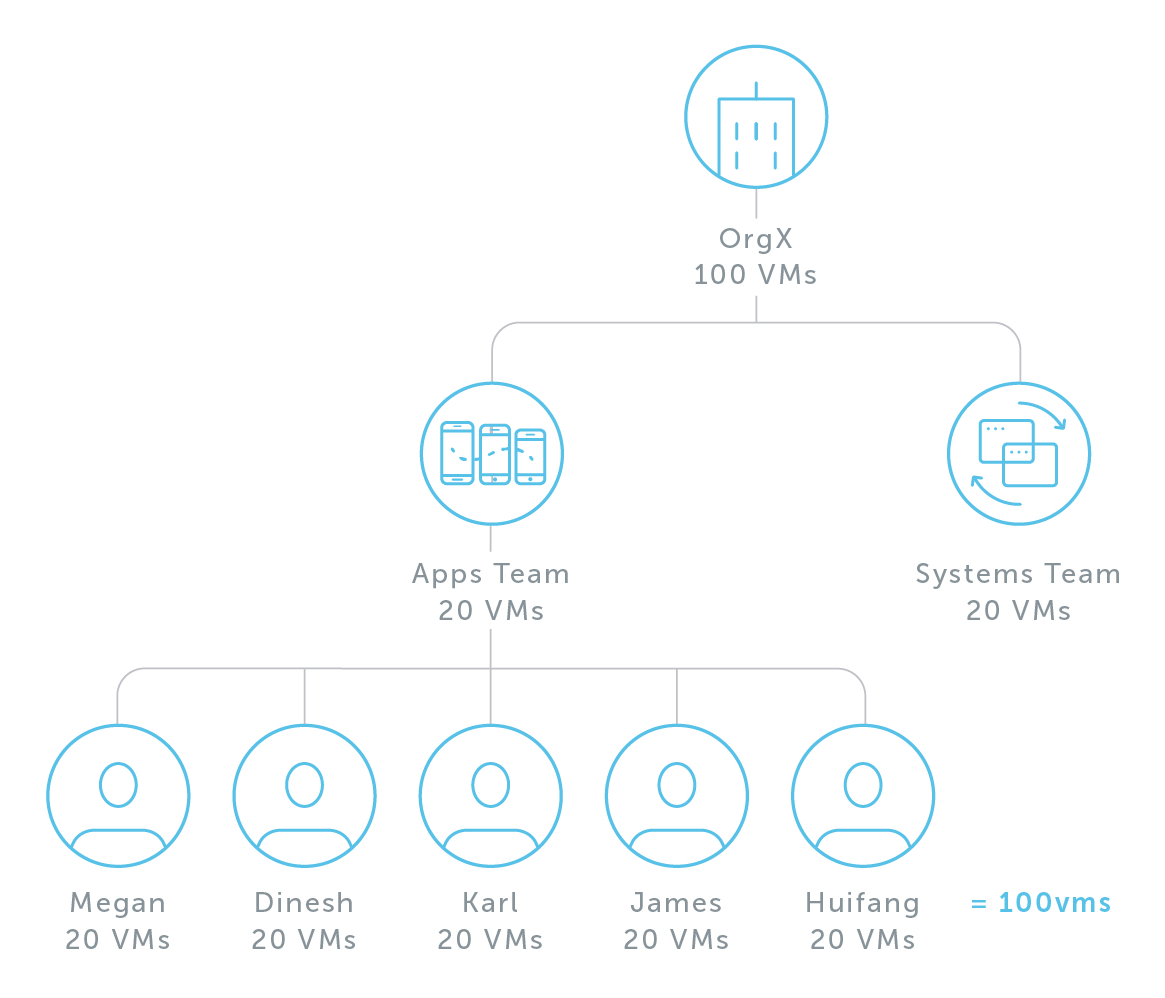 OrgX
100 VMs
Apps Team
20 VMs
Systems Team
20 VMs
Megan
20 VMs
Dinesh
20 VMs
Karl
20 VMs
James
20 VMs
Huifang
20 VMs
= 100vms